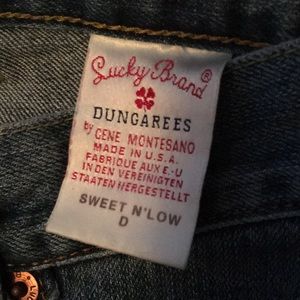 Lucky Brand®
DUNGAREES
by GENE MONTESANO
MADE IN U.S.A.
FABRIQUE AUX E.-U
IN DEN VEREINIGTEN
STAATEN HERGESTELLT
SWEET N'LOW
D